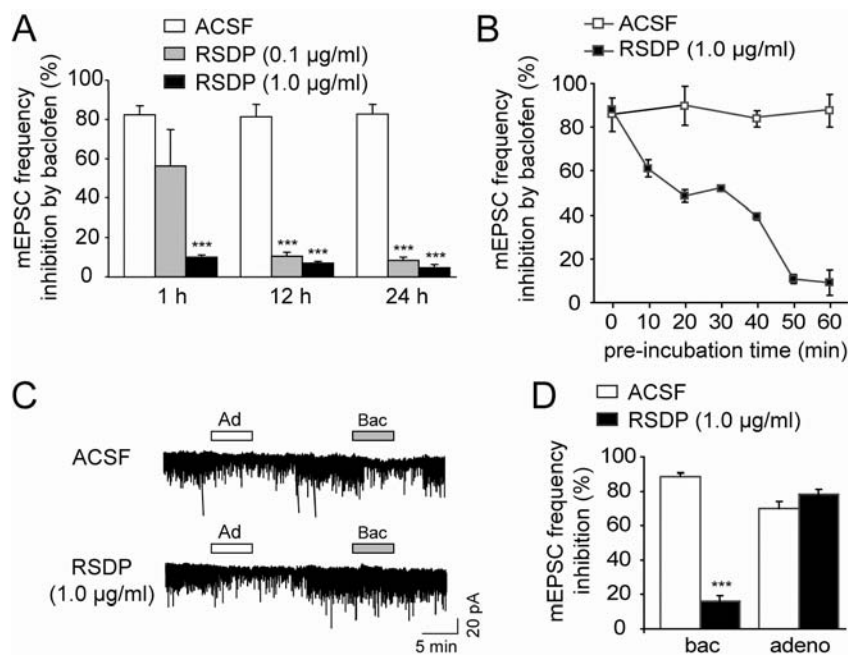 A
ACSF
RSDP (0.1 µg/ml)
RSDP (1.0 µg/ml)
mEPSC frequency
inhibition by baclofen (%)
100
80
60
40
20
0
***
***
***
***
***
1 h
12 h
24 h
B
ACSF
RSDP (1.0 µg/ml)
mEPSC frequency
inhibition by baclofen (%)
100
80
60
40
20
0
0 10 20 30 40 50 60
pre-incubation time (min)
C
Ad
Bac
ACSF
Ad
Bac
RSDP
(1.0 µg/ml)
5 min
20 pA
D
ACSF
RSDP (1.0 µg/ml)
mEPSC frequency
inhibition (%)
100
80
60
40
20
0
***
bac
adeno